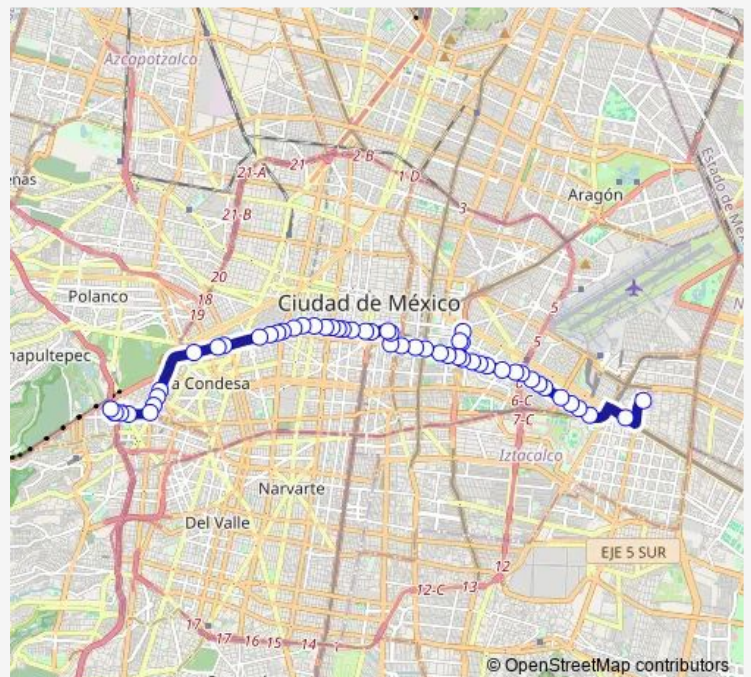 Azcapotzalco
21-A
21
2-B
1 D
21-B
3
Aragón
Estado de Mé
enas
20
Polanco
18
19
Ciudad de México
5
N
hapultepec
5
a Condesa
6-C
7-C
Iztacalco
Narvarte
Del Valle
EJE 5 SUR
12
12-C
13
17
17
16
15
14
© OpenStreetMap contributors